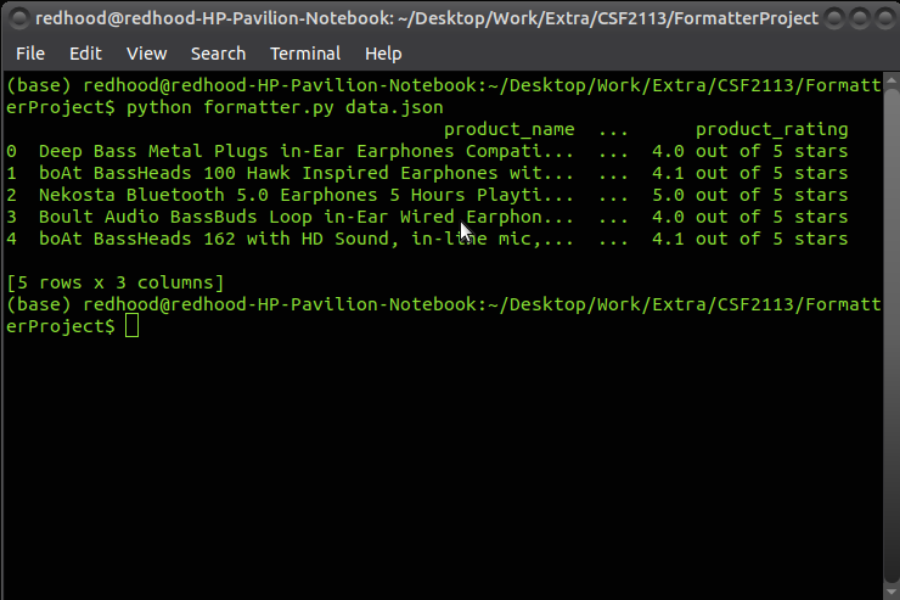 redhood@redhood-HP-Pavilion-Notebook: ~/Desktop/Work/Extra/CSF2113/FormatterProject
File Edit View Search Terminal Help
(base) redhood@redhood-HP-Pavilion-Notebook:~/Desktop/Work/Extra/CSF2113/Formatt
erProject$ python formatter.py data.json
product_name ... product_rating
0 Deep Bass Metal Plugs in-Ear Earphones Compati... ... 4.0 out of 5 stars
1 boAt BassHeads 100 Hawk Inspired Earphones wit... ... 4.1 out of 5 stars
2 Nekosta Bluetooth 5.0 Earphones 5 Hours Playti... ... 5.0 out of 5 stars
3 Boult Audio BassBuds Loop in-Ear Wired Earphon... ... 4.0 out of 5 stars
4 boAt BassHeads 162 with HD Sound, in-line mic,... ... 4.1 out of 5 stars
[5 rows x 3 columns]
(base) redhood@redhood-HP-Pavilion-Notebook:~/Desktop/Work/Extra/CSF2113/Formatt
erProject$